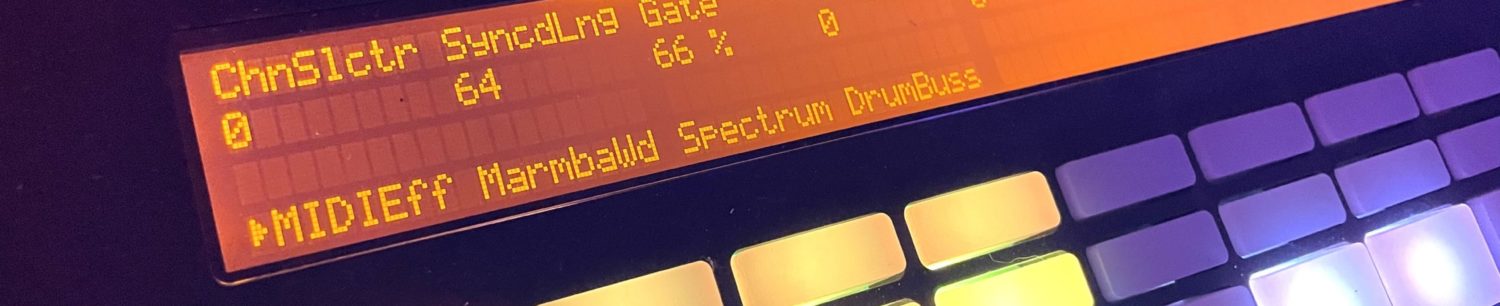 ChnSlctr SyncdLng Gate
0 64 66 % 0
▶MIDIEff MarmbaWd Spectrum DrumBuss